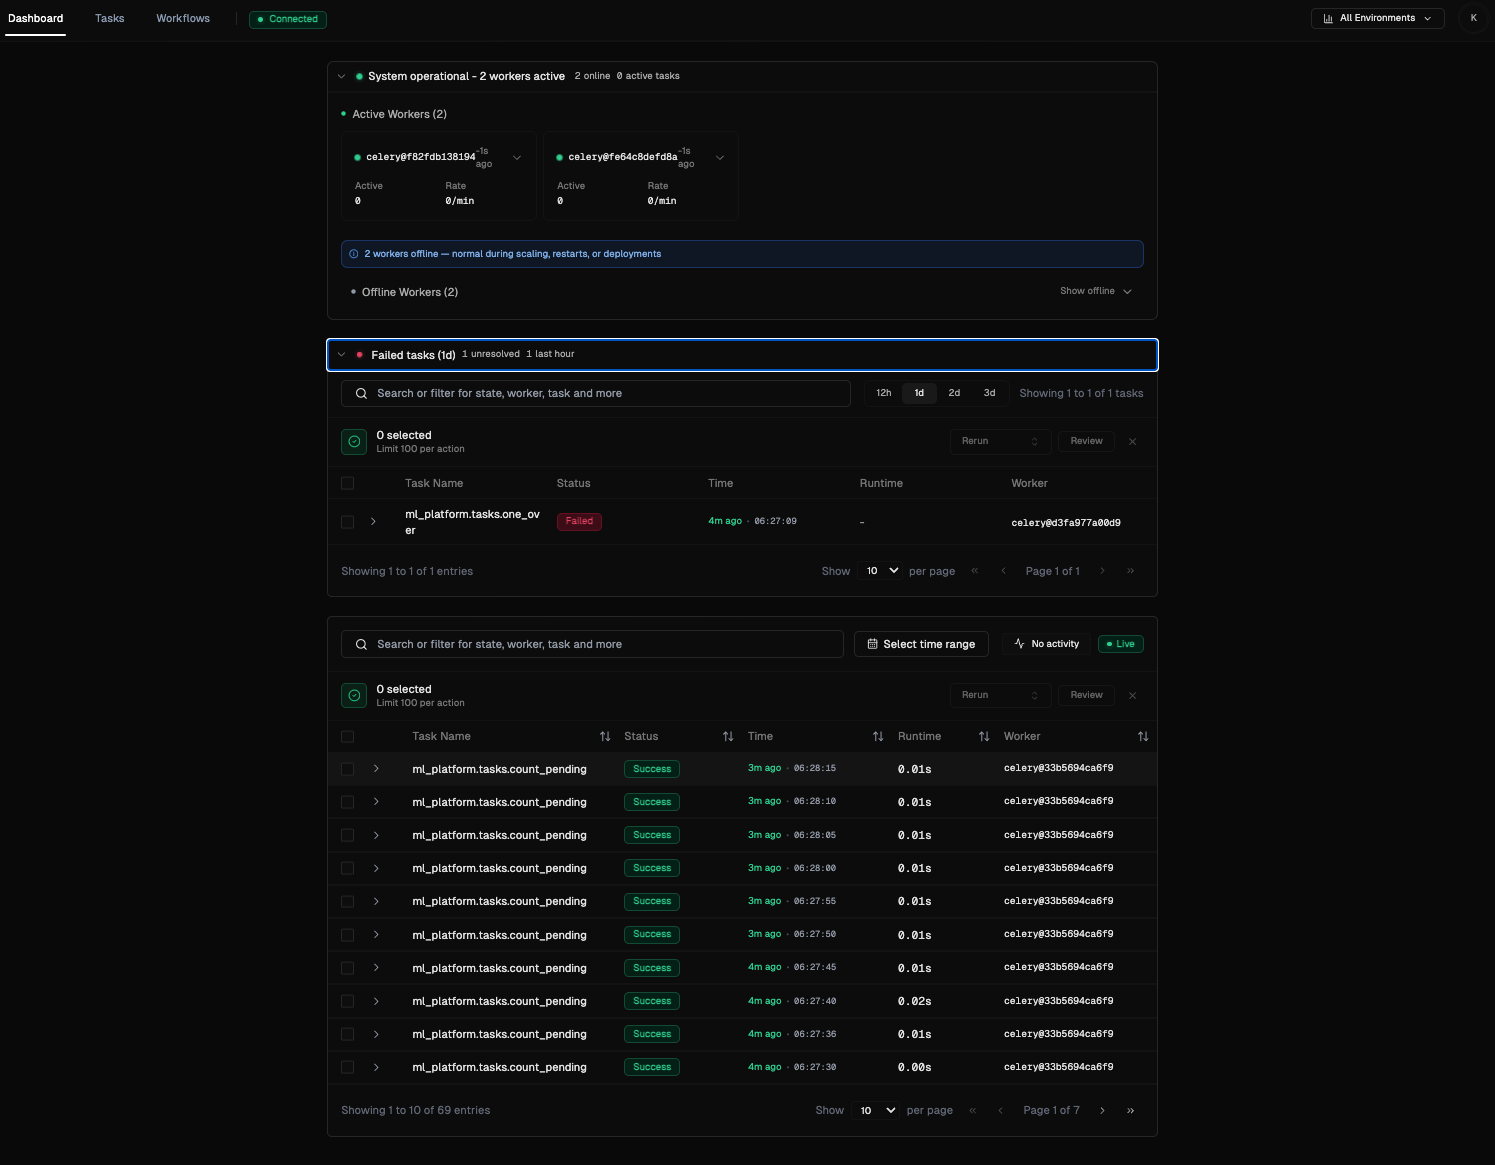 Dashboard
Tasks
Workflows
Connected
All Environments
K
System operational - 2 workers active 2 online 0 active tasks
Active Workers (2)
celery@f82fdb138194
-1s ago
Active
Rate
0
0/min
celery@fe64c8defd8a
-1s ago
Active
Rate
0
0/min
2 workers offline — normal during scaling, restarts, or deployments
Offline Workers (2)
Show offline
Failed tasks (1d) 1 unresolved 1 last hour
Search or filter for state, worker, task and more
12h 1d 2d 3d
Showing 1 to 1 of 1 tasks
0 selected
Limit 100 per action
Rerun
Review
Task Name Status Time Runtime Worker
ml_platform.tasks.one_ov
er
Failed
4m ago · 06:27:09
-
celery@d3fa977a00d9
Showing 1 to 1 of 1 entries
Show 10 per page « ‹ Page 1 of 1 › »
Search or filter for state, worker, task and more
Select time range
No activity
Live
0 selected
Limit 100 per action
Rerun
Review
Task Name Status Time Runtime Worker
ml_platform.tasks.count_pending Success 3m ago · 06:28:15 0.01s celery@33b5694ca6f9
ml_platform.tasks.count_pending Success 3m ago · 06:28:10 0.01s celery@33b5694ca6f9
ml_platform.tasks.count_pending Success 3m ago · 06:28:05 0.01s celery@33b5694ca6f9
ml_platform.tasks.count_pending Success 3m ago · 06:28:00 0.01s celery@33b5694ca6f9
ml_platform.tasks.count_pending Success 3m ago · 06:27:55 0.01s celery@33b5694ca6f9
ml_platform.tasks.count_pending Success 3m ago · 06:27:50 0.01s celery@33b5694ca6f9
ml_platform.tasks.count_pending Success 4m ago · 06:27:45 0.01s celery@33b5694ca6f9
ml_platform.tasks.count_pending Success 4m ago · 06:27:40 0.02s celery@33b5694ca6f9
ml_platform.tasks.count_pending Success 4m ago · 06:27:36 0.01s celery@33b5694ca6f9
ml_platform.tasks.count_pending Success 4m ago · 06:27:30 0.00s celery@33b5694ca6f9
Showing 1 to 10 of 69 entries
Show 10 per page « ‹ Page 1 of 7 › »